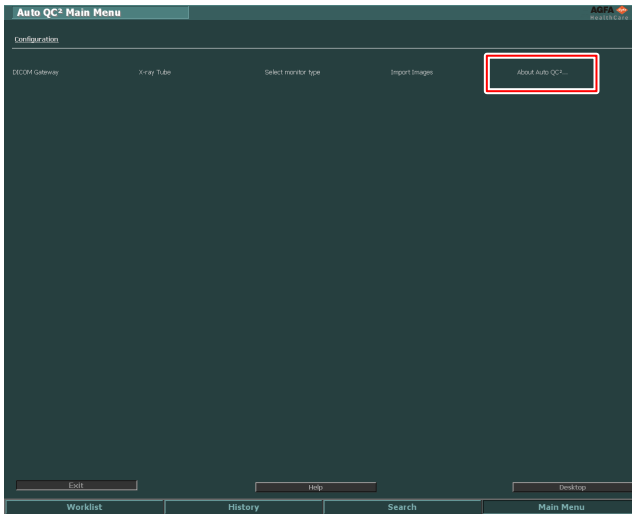 Auto QC² Main Menu
AGFA
HealthCare
Configuration
DICOM Gateway X-ray Tube Select monitor type Import Images About Auto QC²...
Exit Help Desktop
Worklist History Search Main Menu